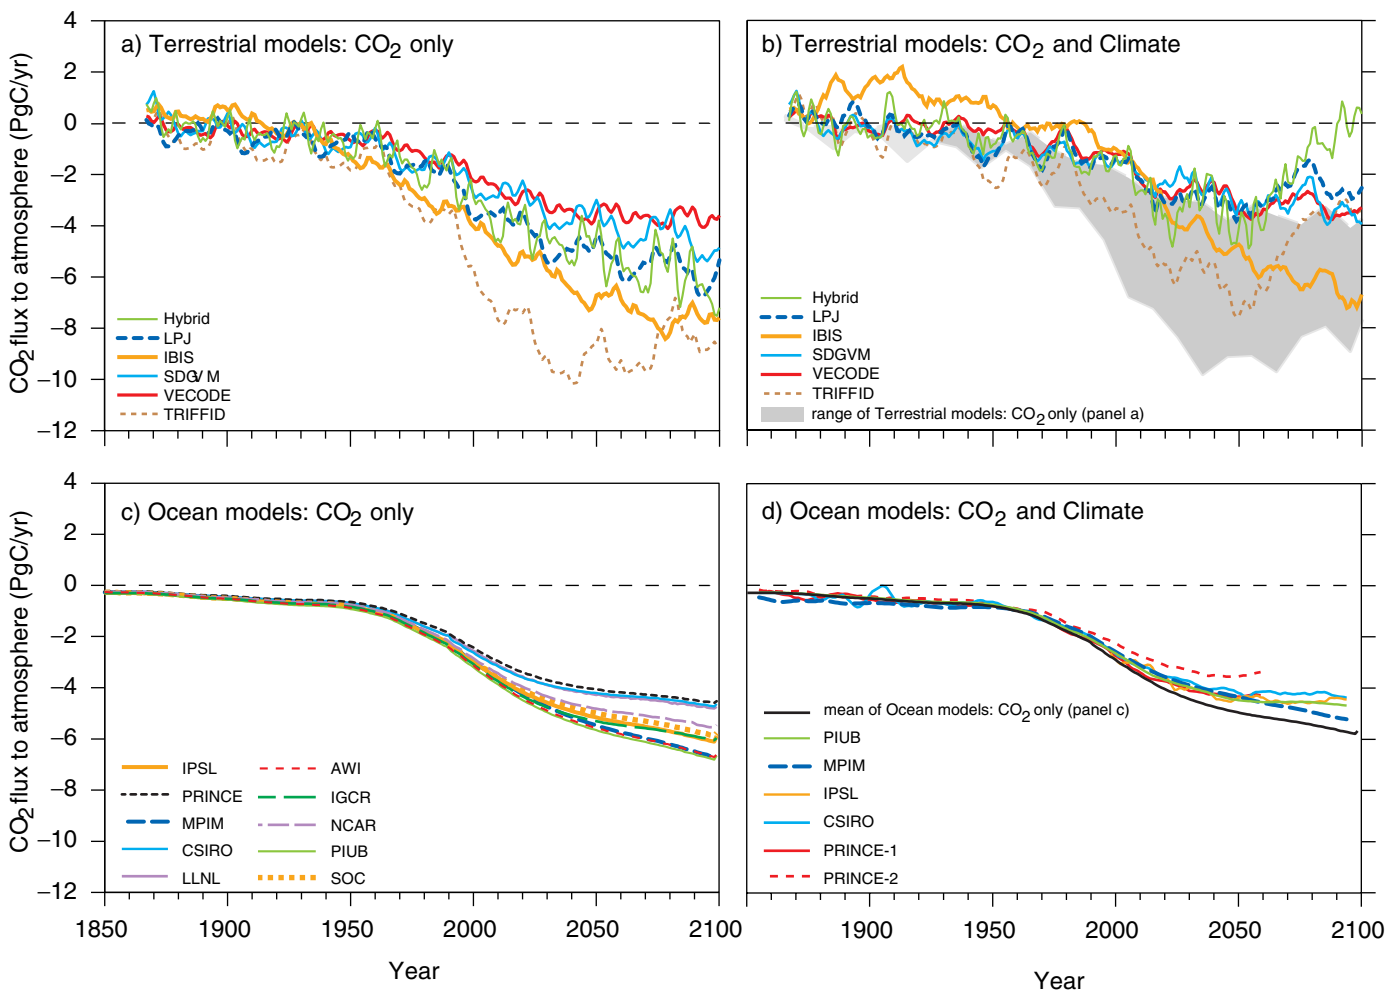 a) Terrestrial models: CO2 only
CO2 flux to atmosphere (PgC/yr)
4
2
0
−2
−4
−6
−8
−10
−12
Hybrid
LPJ
IBIS
SDGVM
VECODE
TRIFFID
b) Terrestrial models: CO2 and Climate
Hybrid
LPJ
IBIS
SDGVM
VECODE
TRIFFID
range of Terrestrial models: CO2 only (panel a)
c) Ocean models: CO2 only
CO2 flux to atmosphere (PgC/yr)
4
2
0
−2
−4
−6
−8
−10
−12
IPSL
PRINCE
MPIM
CSIRO
LLNL
AWI
IGCR
NCAR
PIUB
SOC
1850
1900
1950
2000
2050
2100
Year
d) Ocean models: CO2 and Climate
mean of Ocean models: CO2 only (panel c)
PIUB
MPIM
IPSL
CSIRO
PRINCE-1
PRINCE-2
1900
1950
2000
2050
2100
Year